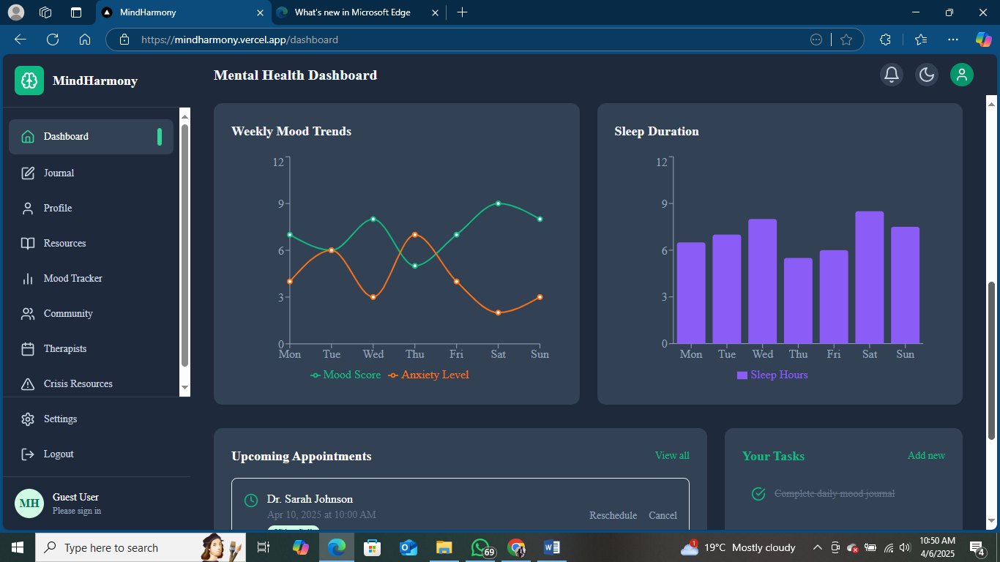 MindHarmony
What's new in Microsoft Edge
https://mindharmony.vercel.app/dashboard
MindHarmony
Mental Health Dashboard
Dashboard
Journal
Profile
Resources
Mood Tracker
Community
Therapists
Crisis Resources
Settings
Logout
MH
Guest User
Please sign in
Weekly Mood Trends
12
9
6
3
0
Mon Tue Wed Thu Fri Sat Sun
Mood Score Anxiety Level
Sleep Duration
12
9
6
3
0
Mon Tue Wed Thu Fri Sat Sun
Sleep Hours
Upcoming Appointments
View all
Dr. Sarah Johnson
Apr 10, 2025 at 10:00 AM
Reschedule Cancel
Your Tasks
Add new
Complete daily mood journal
Type here to search
69
1
19°C Mostly cloudy
10:50 AM
4/6/2025
4